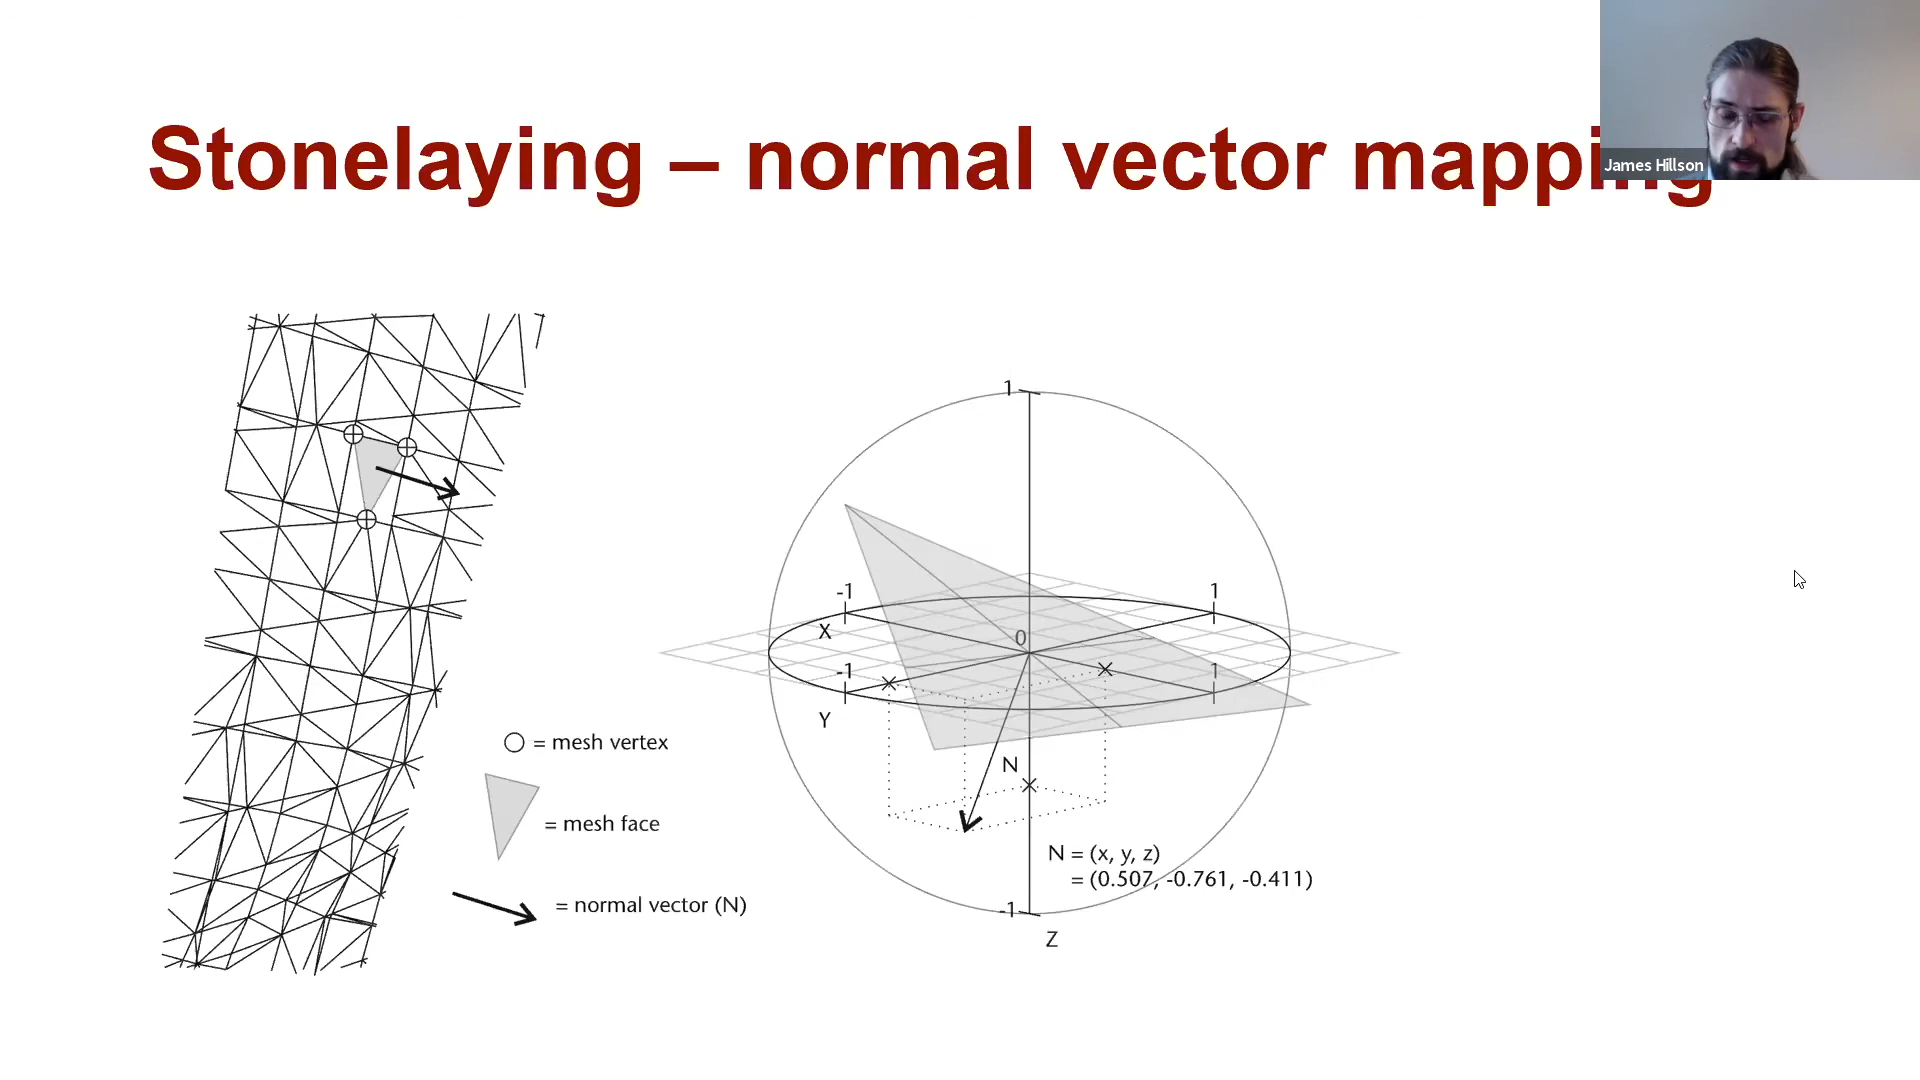 Stonelaying – normal vector mapping
James Hillson
= mesh vertex
= mesh face
= normal vector (N)
1
-1
1
X
0
-1
1
Y
N
N = (x, y, z)
= (0.507, -0.761, -0.411)
-1
Z